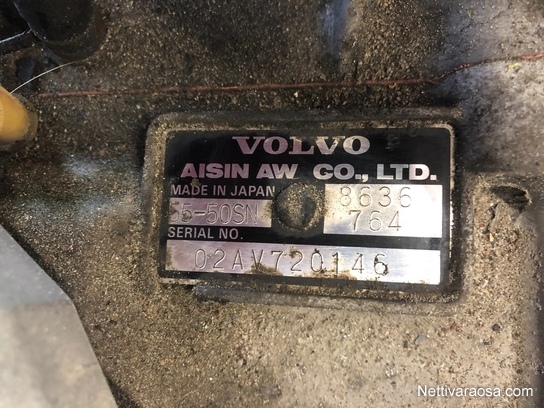 VOLVO
AISIN AW CO., LTD.
MADE IN JAPAN 8636
55-50SN 764
SERIAL NO.
02AV720146
Nettivaraosa.com